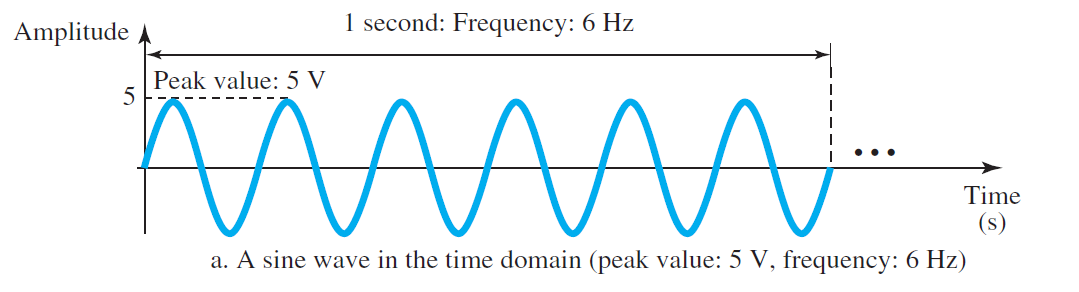 1 second: Frequency: 6 Hz
Amplitude
Peak value: 5 V
5
...
Time
(s)
a. A sine wave in the time domain (peak value: 5 V, frequency: 6 Hz)